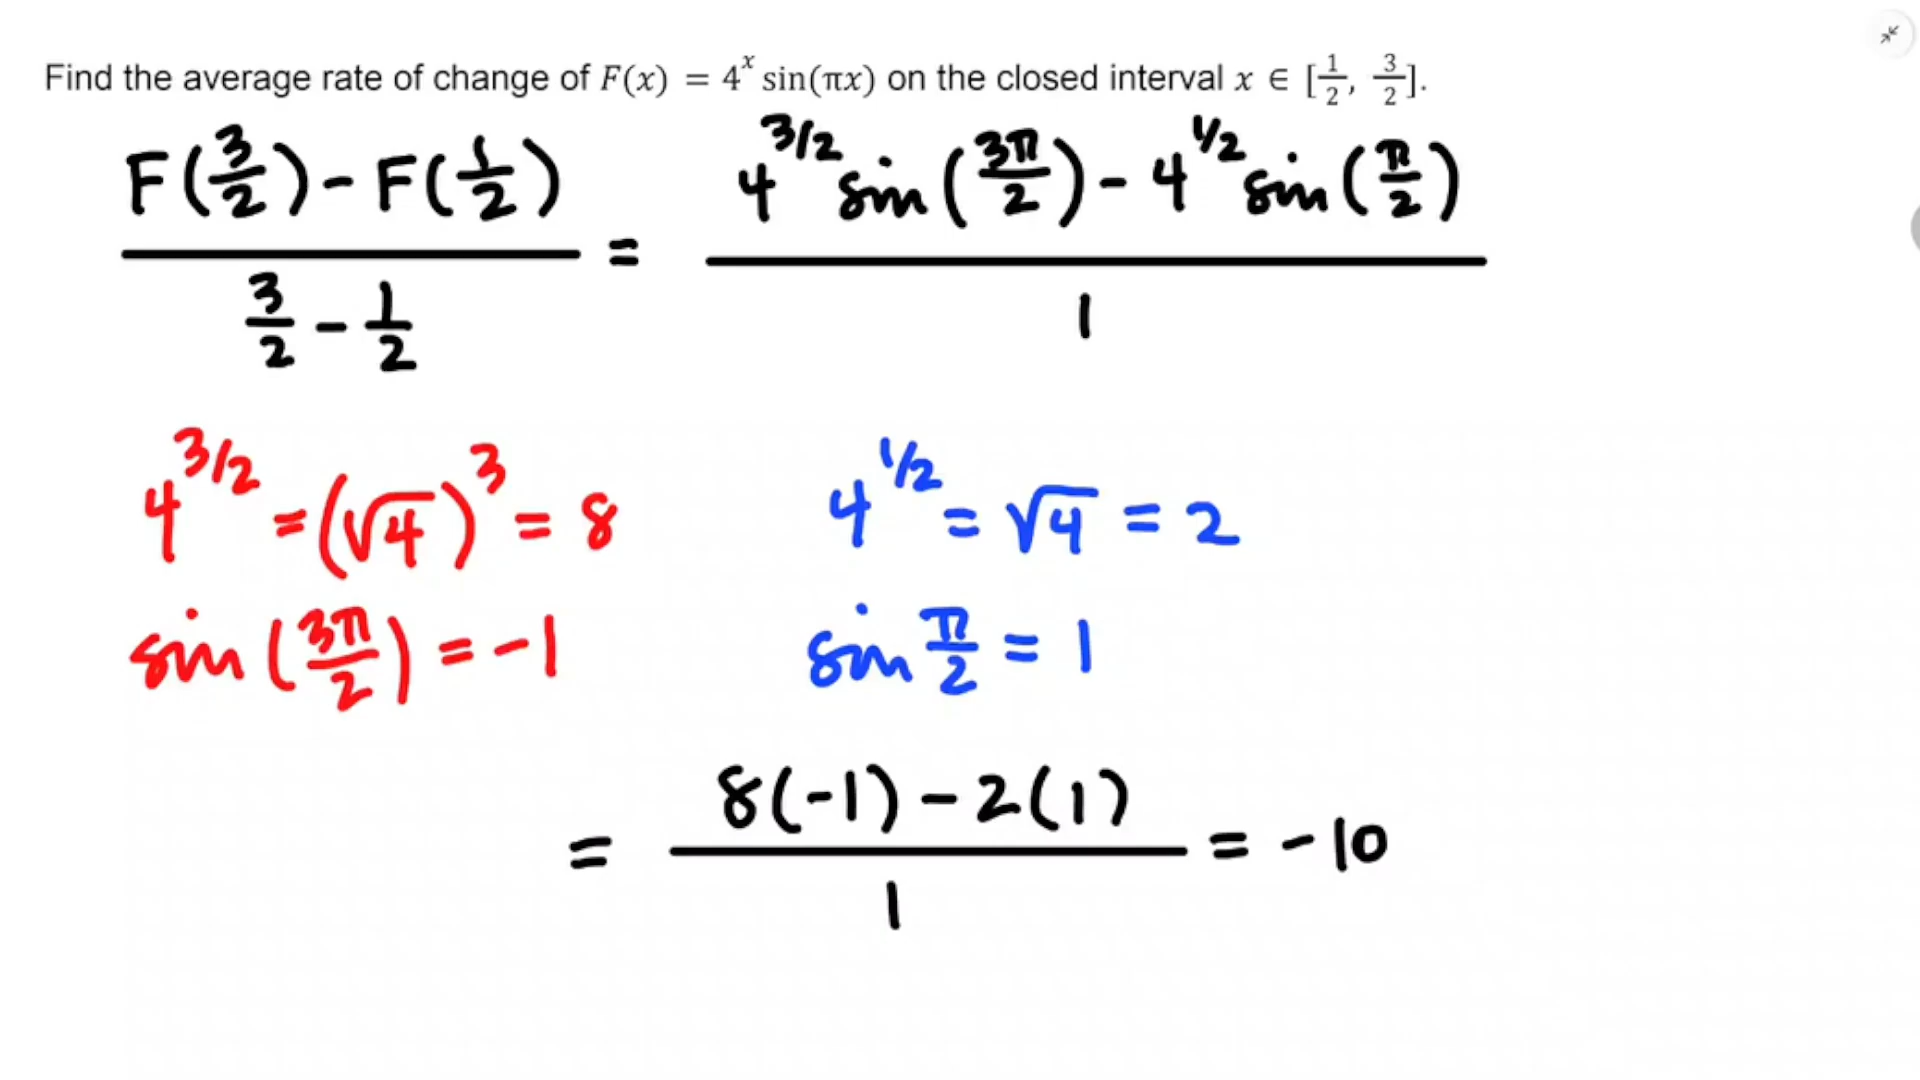 Find the average rate of change of F(x) = 4^x sin(πx) on the closed interval x ∈ [1/2, 3/2].
(F(3/2) - F(1/2)) / (3/2 - 1/2) = (4^(3/2) sin(3π/2) - 4^(1/2) sin(π/2)) / 1
4^(3/2) = (√4)^3 = 8
4^(1/2) = √4 = 2
sin(3π/2) = -1
sin π/2 = 1
= (8(-1) - 2(1)) / 1 = -10